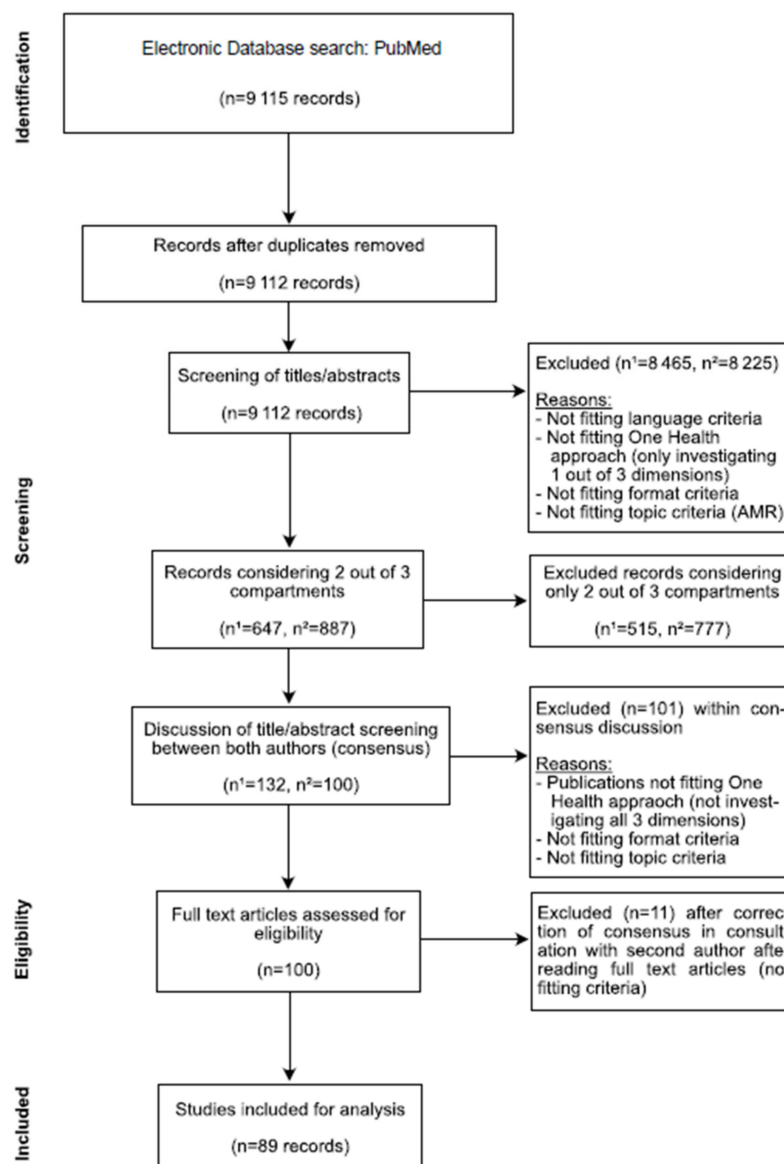 Identification
Electronic Database search: PubMed
(n=9 115 records)
Records after duplicates removed
(n=9 112 records)
Screening
Screening of titles/abstracts
(n=9 112 records)
Excluded (n¹=8 465, n²=8 225)
Reasons:
- Not fitting language criteria
- Not fitting One Health
approach (only investigating
1 out of 3 dimensions)
- Not fitting format criteria
- Not fitting topic criteria (AMR)
Records considering 2 out of 3
compartments
(n¹=647, n²=887)
Excluded records considering
only 2 out of 3 compartments
(n¹=515, n²=777)
Discussion of title/abstract screening
between both authors (consensus)
(n¹=132, n²=100)
Excluded (n=101) within con-
sensus discussion
Reasons:
- Publications not fitting One
Health appraoch (not invest-
igating all 3 dimensions)
- Not fitting format criteria
- Not fitting topic criteria
Eligibility
Full text articles assessed for
eligibility
(n=100)
Excluded (n=11) after correc
tion of consensus in consult
ation with second author after
reading full text articles (no
fitting criteria)
Included
Studies included for analysis
(n=89 records)